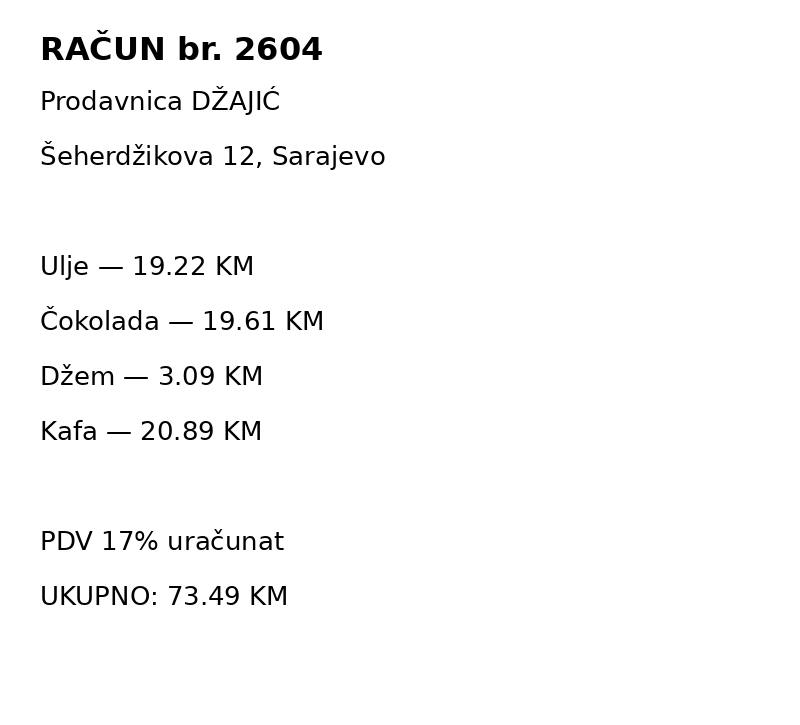 RAČUN br. 2604
Prodavnica DŽAJIĆ
Šeherdžikova 12, Sarajevo
Ulje — 19.22 KM
Čokolada — 19.61 KM
Džem — 3.09 KM
Kafa — 20.89 KM
PDV 17% uračunat
UKUPNO: 73.49 KM